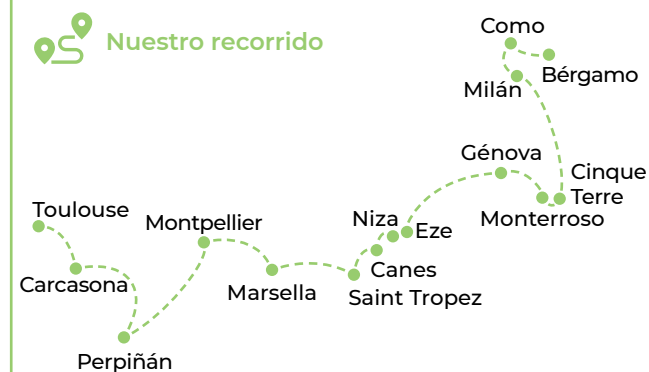 Nuestro recorrido
Como
Bérgamo
Milán
Génova
Cinque
Terre
Monterroso
Toulouse
Montpellier
Niza
Eze
Canes
Carcasona
Marsella
Saint Tropez
Perpiñán